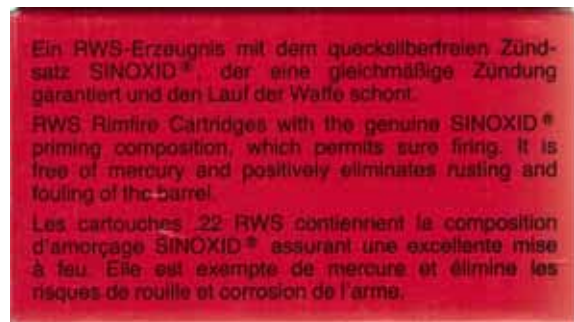 Ein RWS-Erzeugnis mit dem quecksilberfreien Zünd-
satz SINOXID®, der eine gleichmäßige Zündung
garantiert und den Lauf der Waffe schont.
RWS Rimfire Cartridges with the genuine SINOXID®
priming composition, which permits sure firing. It is
free of mercury and positively eliminates rusting and
fouling of the barrel.
Les cartouches .22 RWS contiennent la composition
d'amorçage SINOXID® assurant une excellente mise
à feu. Elle est exempte de mercure et élimine les
risques de rouille et corrosion de l'arme.